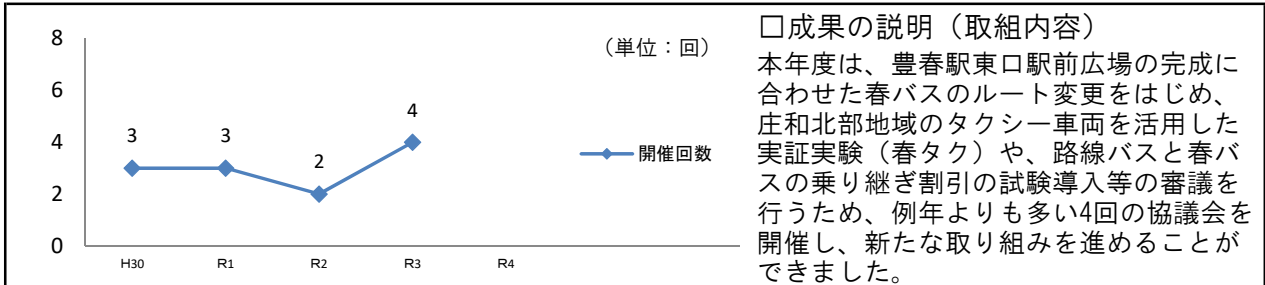 8
6
4
2
0
(単位:回)
3
3
2
4
開催回数
H30
R1
R2
R3
R4
□成果の説明(取組内容)
本年度は、豊春駅東口駅前広場の完成に
合わせた春バスのルート変更をはじめ、
庄和北部地域のタクシー車両を活用した
実証実験(春タク)や、路線バスと春バ
スの乗り継ぎ割引の試験導入等の審議を
行うため、例年よりも多い4回の協議会を
開催し、新たな取り組みを進めることが
できました。